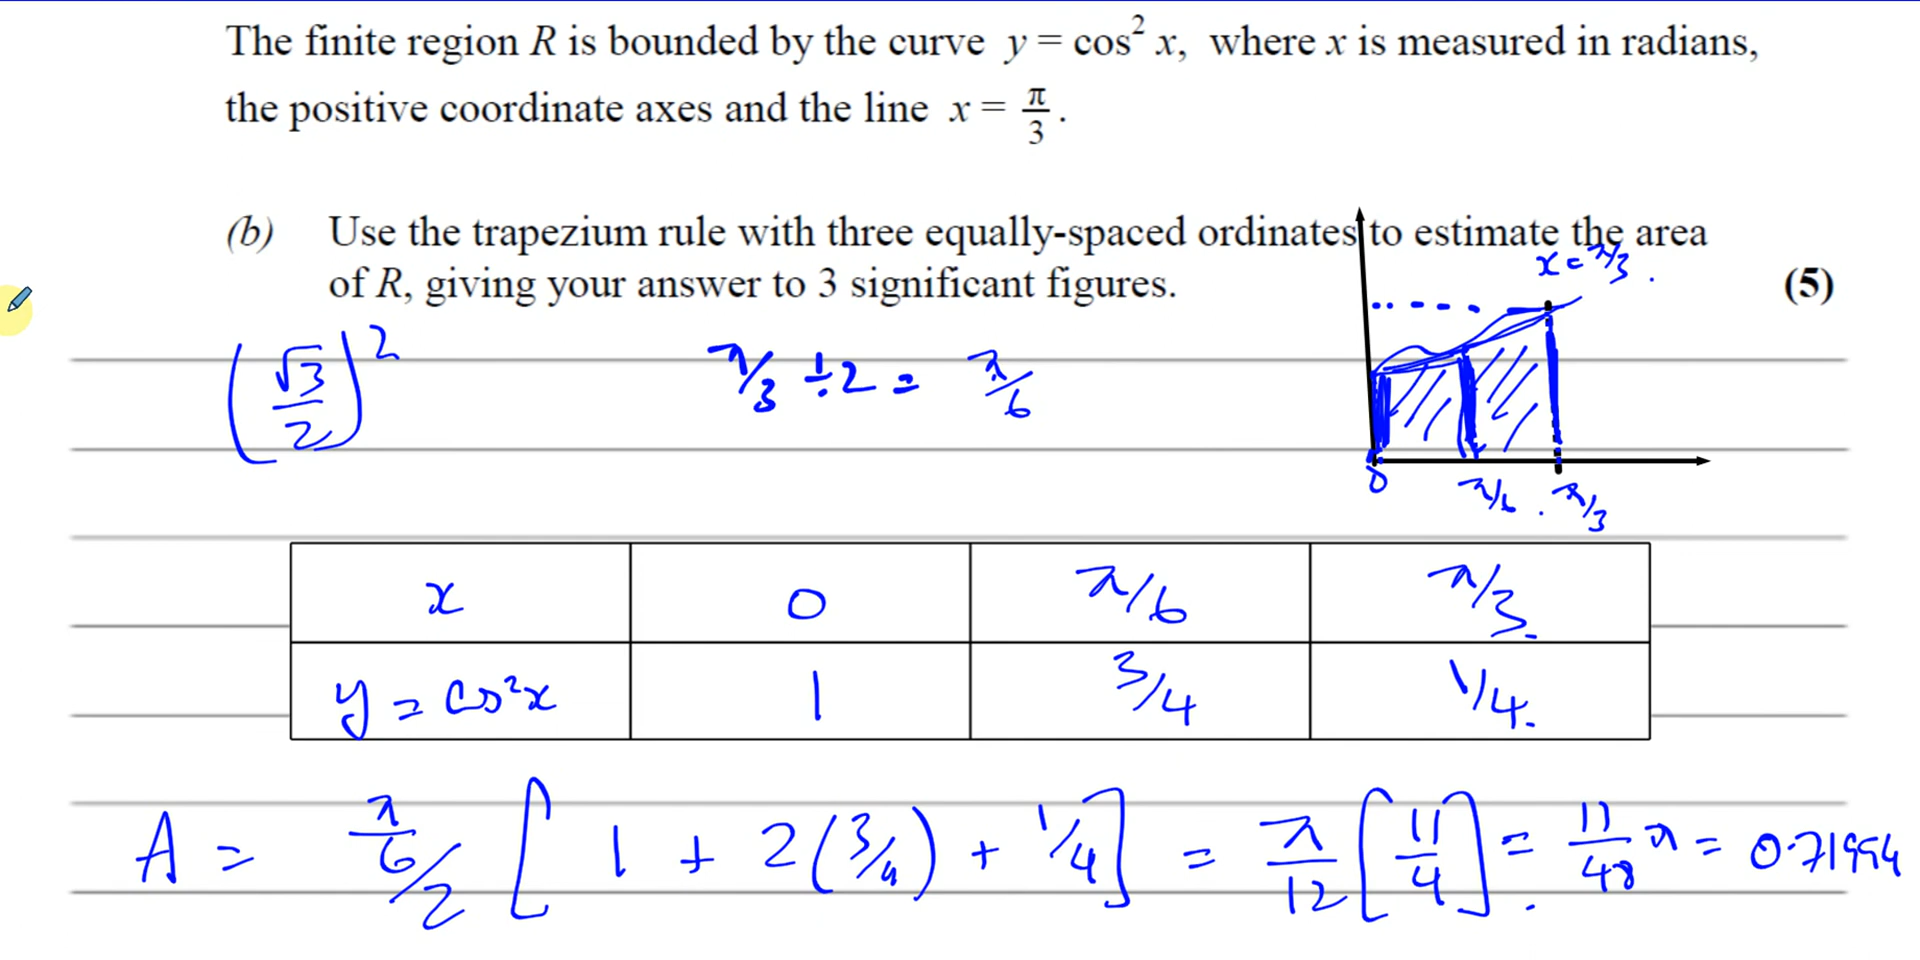 The finite region R is bounded by the curve y = cos² x, where x is measured in radians,
the positive coordinate axes and the line x = π/3.
(b) Use the trapezium rule with three equally-spaced ordinates to estimate the area
of R, giving your answer to 3 significant figures. (5)
x = π/3.
(√3/2)²
π/3 ÷ 2 = π/6
0 π/6 . π/3
x 0 π/6 π/3.
y = cos²x 1 3/4 1/4.
A = π/6/2 [ 1 + 2(3/4) + 1/4 ] = π/12 [ 11/4 ] = 11/48 π = 0.71994